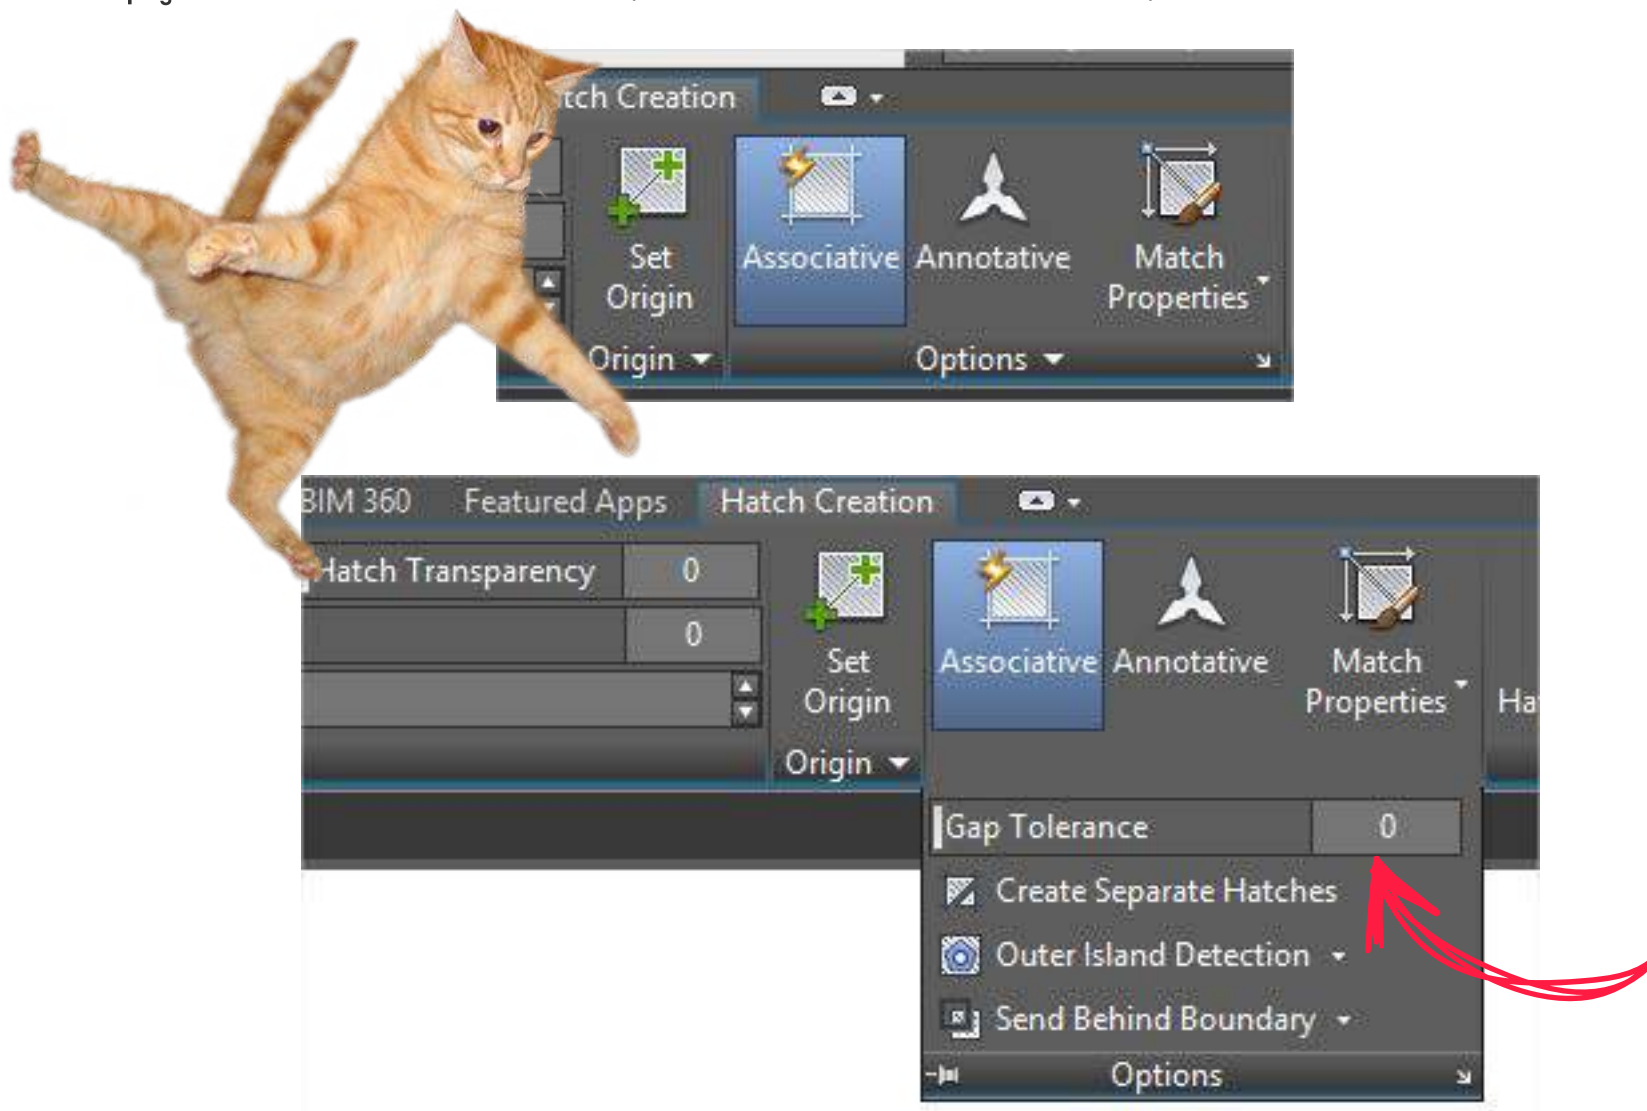 tch Creation
Set
Origin
Associative
Annotative
Match
Properties
Origin
Options
BIM 360
Featured Apps
Hatch Creation
Hatch Transparency
0
0
Set
Origin
Associative
Annotative
Match
Properties
Ha
Origin
Gap Tolerance
0
Create Separate Hatches
Outer Island Detection
Send Behind Boundary
Options